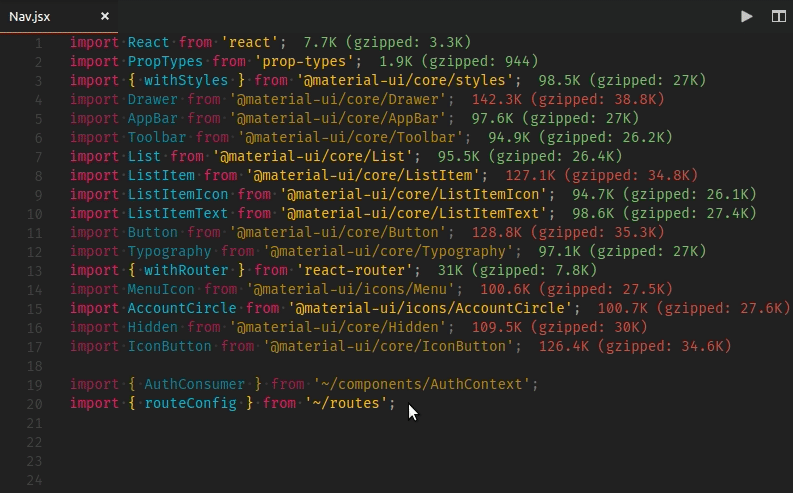 Nav.jsx ×
1 import React from 'react'; 7.7K (gzipped: 3.3K)
2 import PropTypes from 'prop-types'; 1.9K (gzipped: 944)
3 import { withStyles } from '@material-ui/core/styles'; 98.5K (gzipped: 27K)
4 import Drawer from '@material-ui/core/Drawer'; 142.3K (gzipped: 38.8K)
5 import AppBar from '@material-ui/core/AppBar'; 97.6K (gzipped: 27K)
6 import Toolbar from '@material-ui/core/Toolbar'; 94.9K (gzipped: 26.2K)
7 import List from '@material-ui/core/List'; 95.5K (gzipped: 26.4K)
8 import ListItem from '@material-ui/core/ListItem'; 127.1K (gzipped: 34.8K)
9 import ListItemIcon from '@material-ui/core/ListItemIcon'; 94.7K (gzipped: 26.1K)
10 import ListItemText from '@material-ui/core/ListItemText'; 98.6K (gzipped: 27.4K)
11 import Button from '@material-ui/core/Button'; 128.8K (gzipped: 35.3K)
12 import Typography from '@material-ui/core/Typography'; 97.1K (gzipped: 27K)
13 import { withRouter } from 'react-router'; 31K (gzipped: 7.8K)
14 import MenuIcon from '@material-ui/icons/Menu'; 100.6K (gzipped: 27.5K)
15 import AccountCircle from '@material-ui/icons/AccountCircle'; 100.7K (gzipped: 27.6K)
16 import Hidden from '@material-ui/core/Hidden'; 109.5K (gzipped: 30K)
17 import IconButton from '@material-ui/core/IconButton'; 126.4K (gzipped: 34.6K)
18
19 import { AuthConsumer } from '~/components/AuthContext';
20 import { routeConfig } from '~/routes';
21
22
23
24